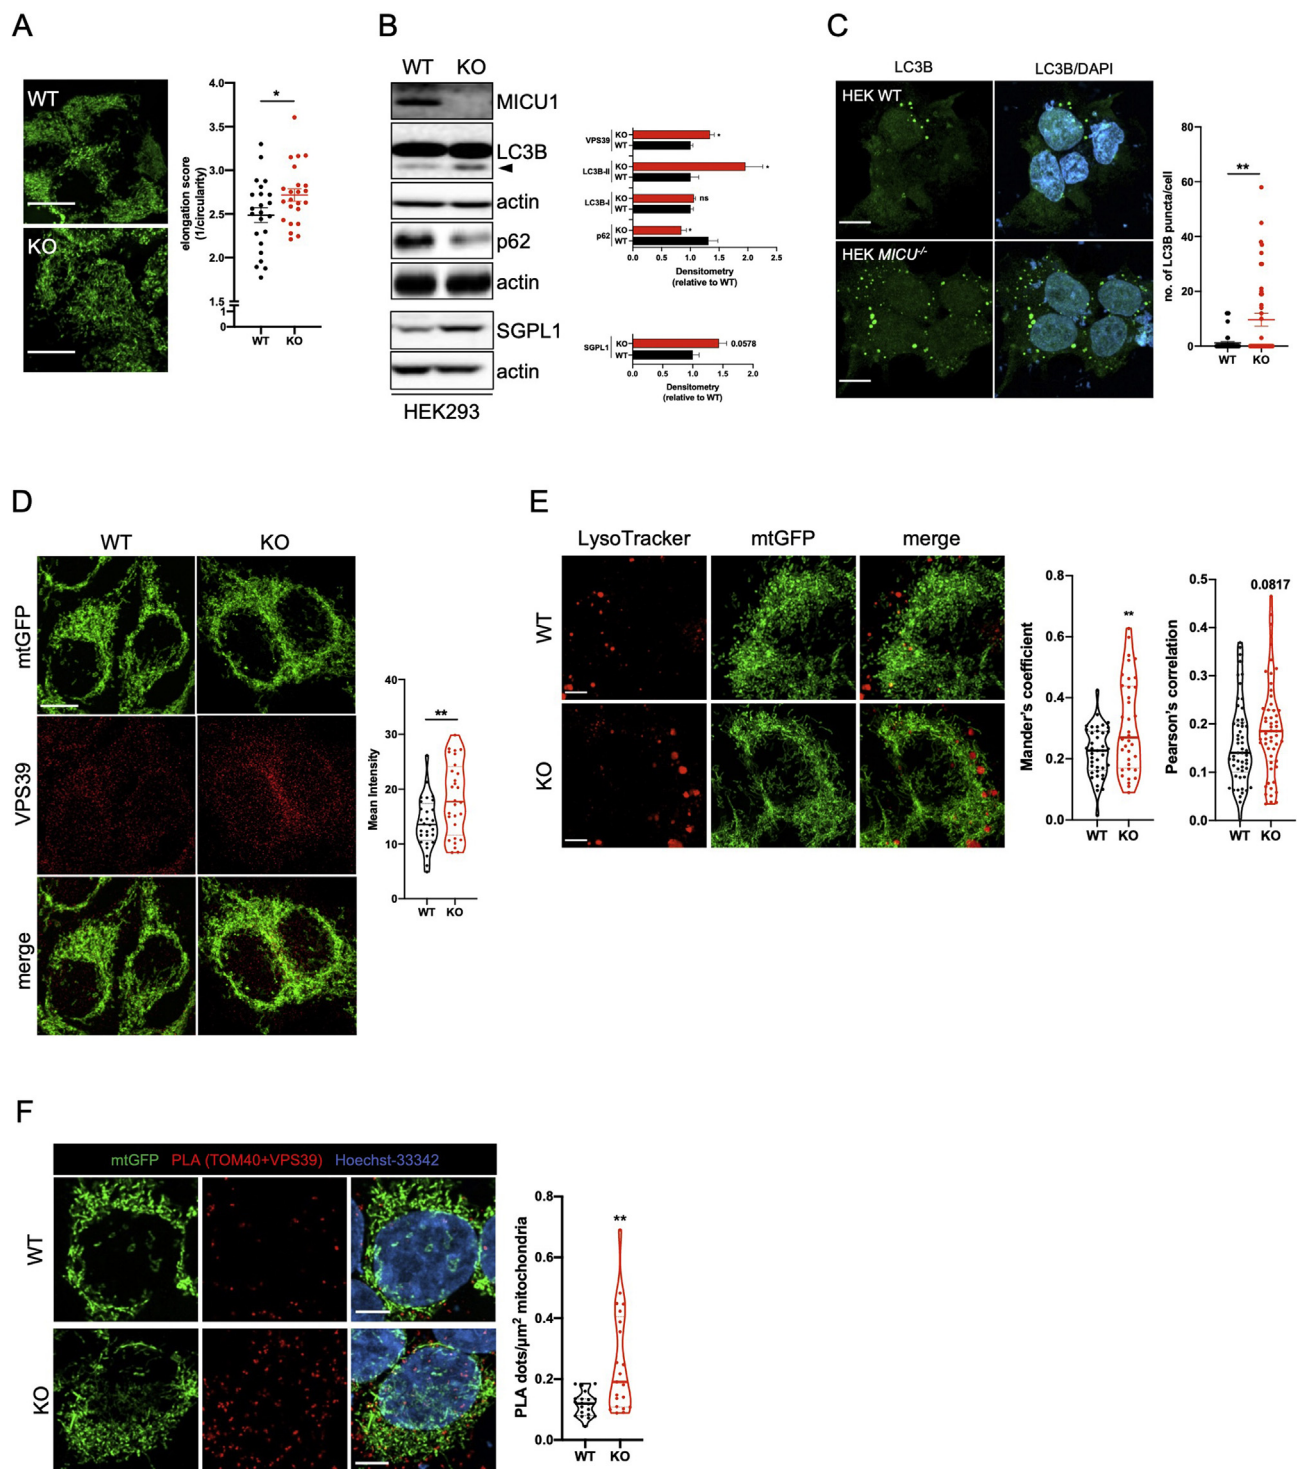 A
WT
KO
elongation score
(1/circularity)
4.0
3.5
3.0
2.5
2.0
1.5
1
0
*
WT KO
B
WT KO
MICU1
LC3B
actin
p62
actin
SGPL1
actin
HEK293
VPS39
KO *
WT
LC3B-II
KO *
WT
LC3B-I
KO ns
WT
p62
KO *
WT
0.0 0.5 1.0 1.5 2.0 2.5
Densitometry
(relative to WT)
SGPL1
KO 0.0578
WT
0.0 0.5 1.0 1.5 2.0
Densitometry
(relative to WT)
C
LC3B LC3B/DAPI
HEK WT
HEK MICU-/-
no. of LC3B puncta/cell
80
60
40
20
0
**
WT KO
D
WT KO
mtGFP
VPS39
merge
Mean Intensity
40
30
20
10
0
**
WT KO
E
LysoTracker mtGFP merge
WT
KO
Mander's coefficient
0.8
0.6
0.4
0.2
0.0
**
WT KO
Pearson's correlation
0.5
0.4
0.3
0.2
0.1
0.0
0.0817
WT KO
F
mtGFP PLA (TOM40+VPS39) Hoechst-33342
WT
KO
PLA dots/µm² mitochondria
0.8
0.6
0.4
0.2
0.0
**
WT KO